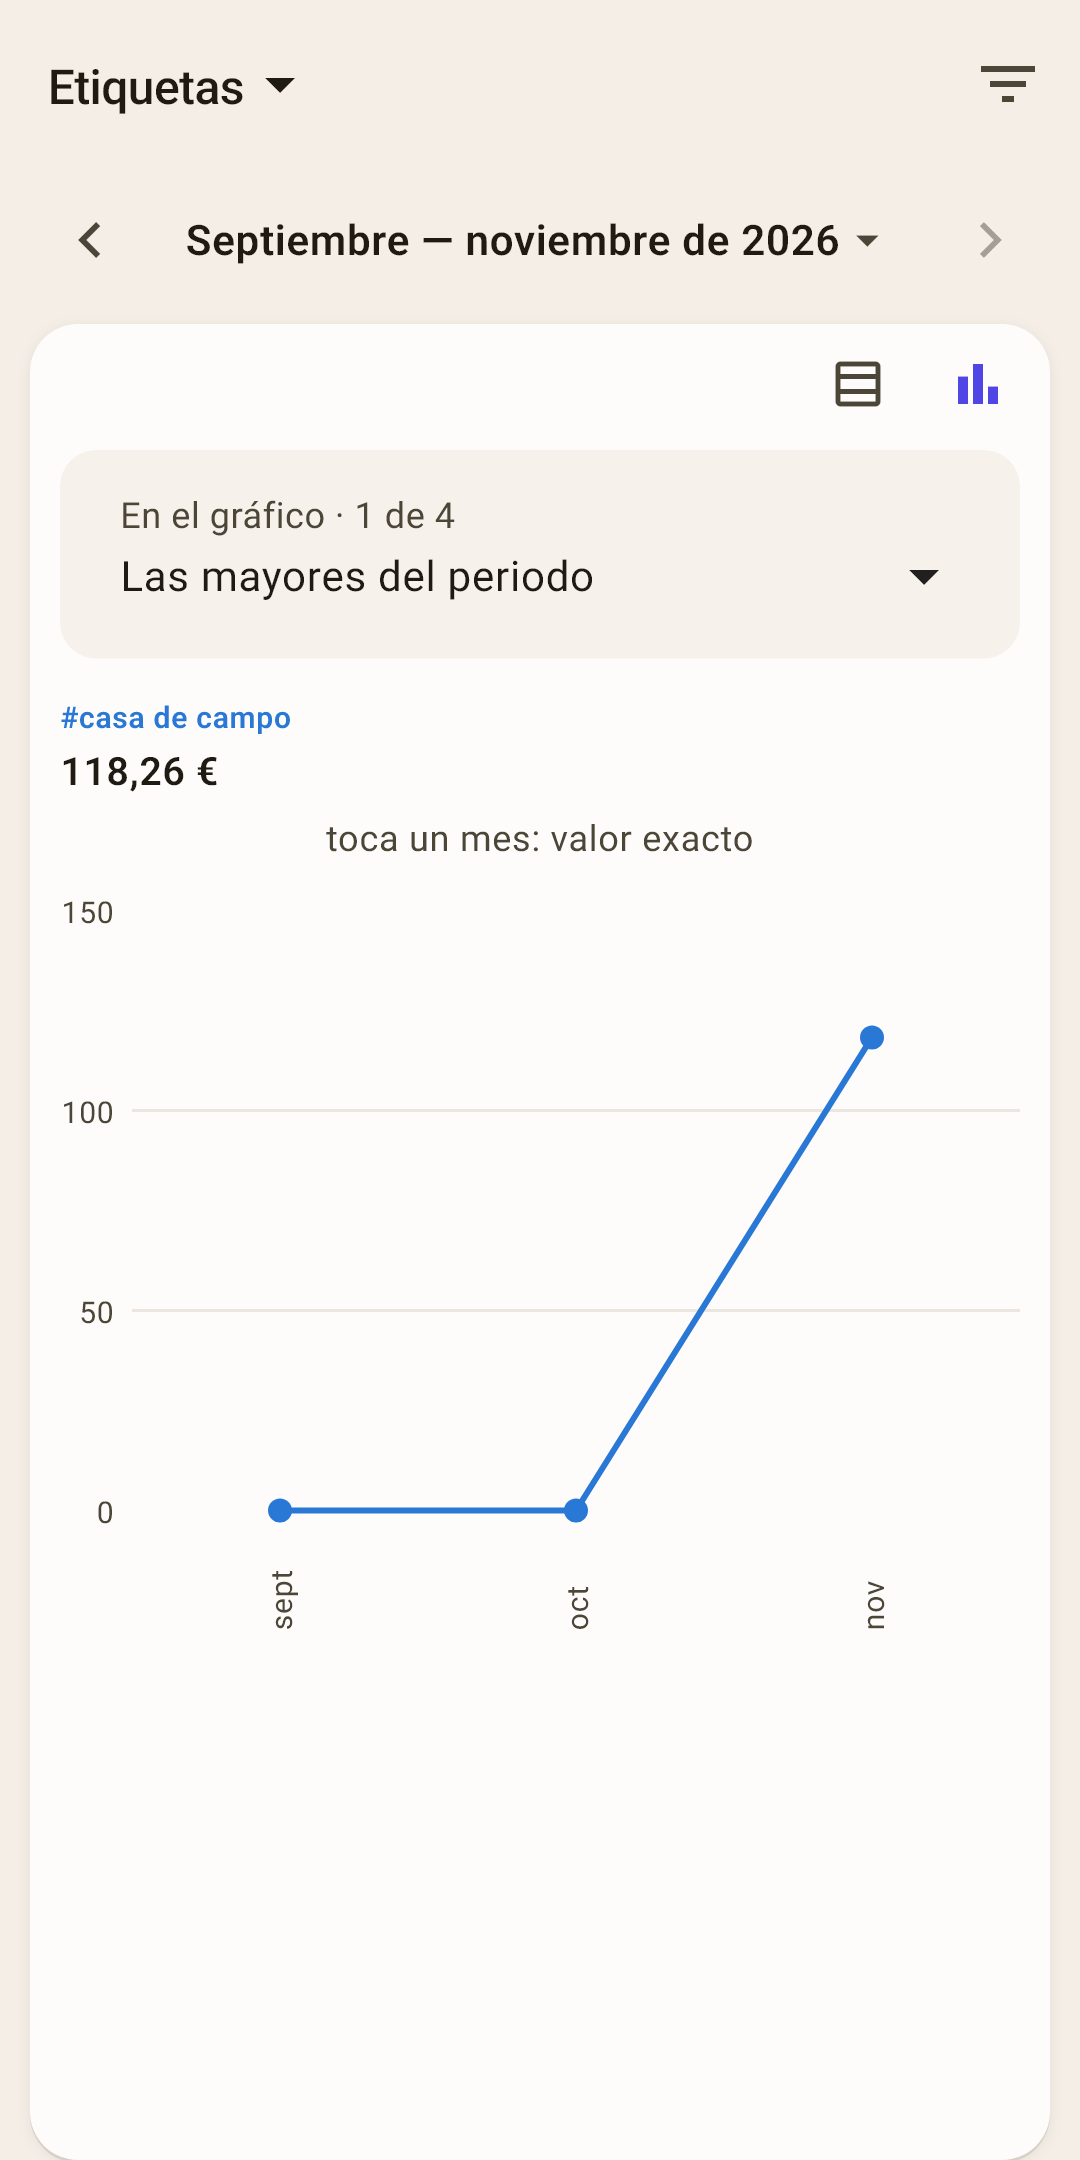 Etiquetas
Septiembre – noviembre de 2026
En el gráfico · 1 de 4
Las mayores del periodo
#casa de campo
118,26 €
toca un mes: valor exacto
150
100
50
0
sept
oct
nov